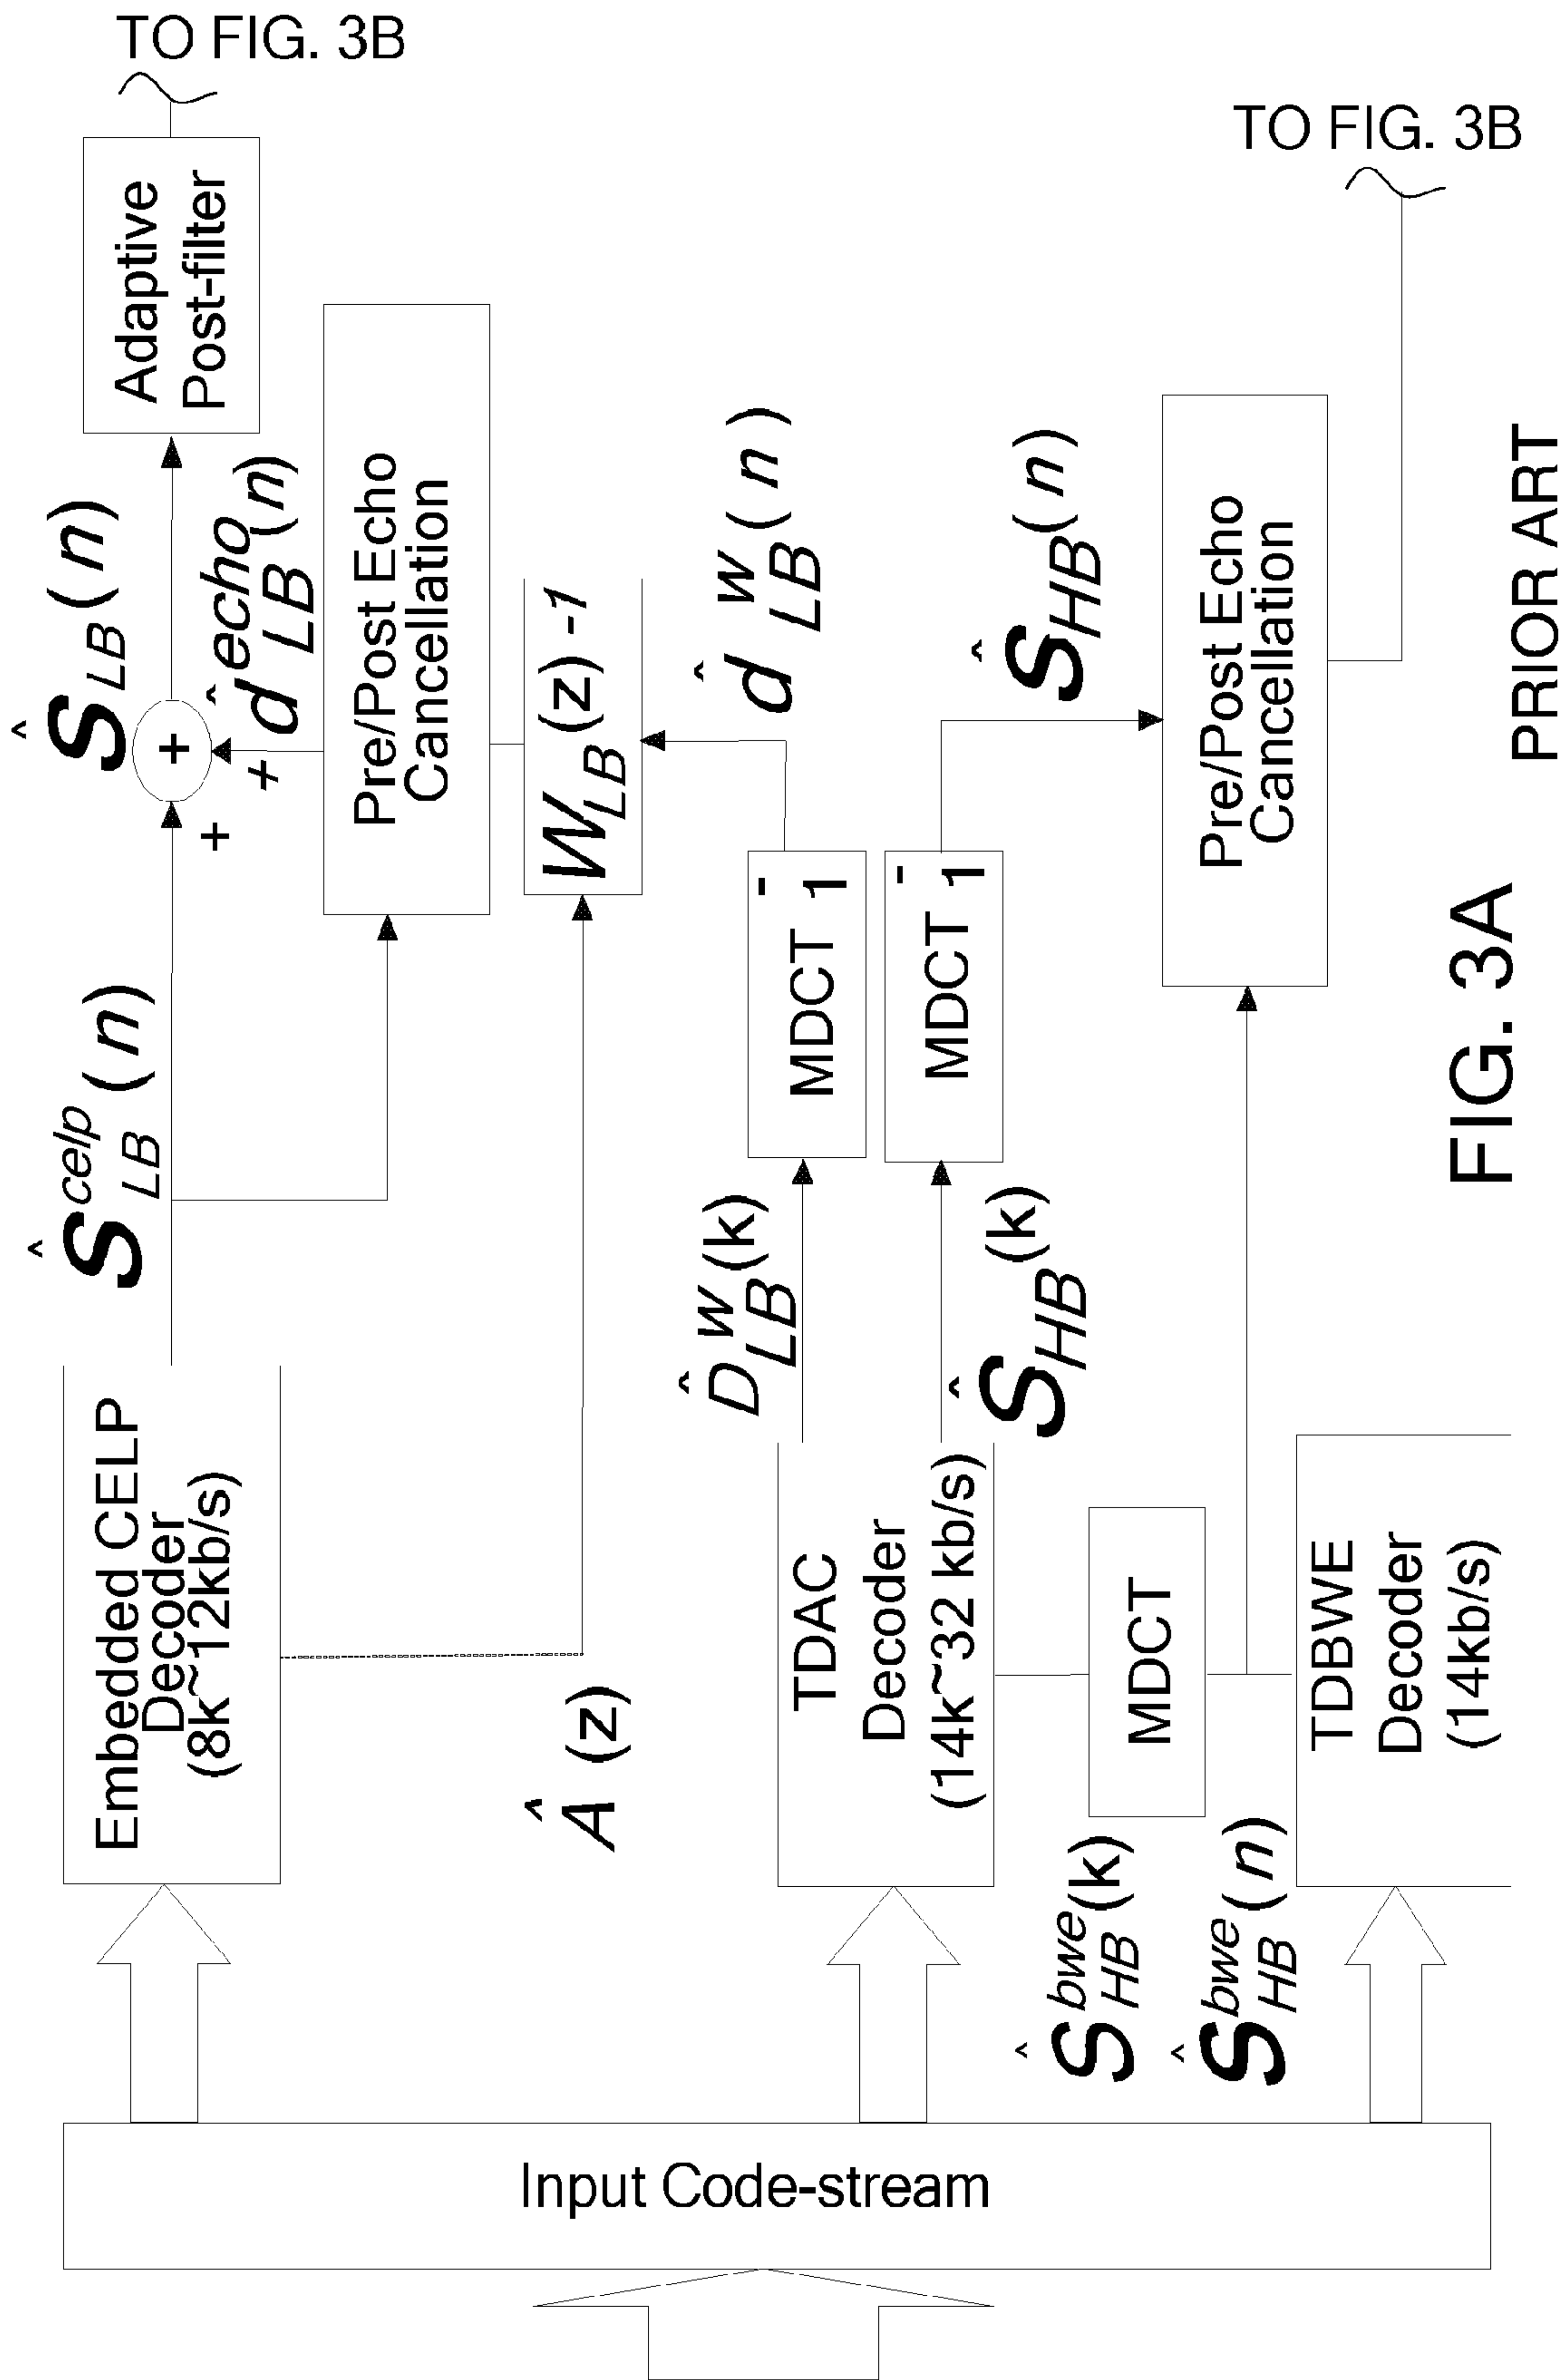 Input Code-stream
Embedded CELP
Decoder
(8k~12kb/s)
Ŝ^celp_LB (n)
+
+
+
Ŝ_LB (n)
d̂^echo_LB (n)
Adaptive
Post-filter
TO FIG. 3B
Pre/Post Echo
Cancellation
W_LB (z) -1
Â (z)
TDAC
Decoder
(14k~32 kb/s)
D̂^w_LB (k)
MDCT -1
d̂^w_LB (n)
Ŝ_HB (k)
MDCT -1
Ŝ_HB (n)
Ŝ^bwe_HB (k)
MDCT
Ŝ^bwe_HB (n)
TDBWE
Decoder
(14kb/s)
Pre/Post Echo
Cancellation
TO FIG. 3B
FIG. 3A
PRIOR ART